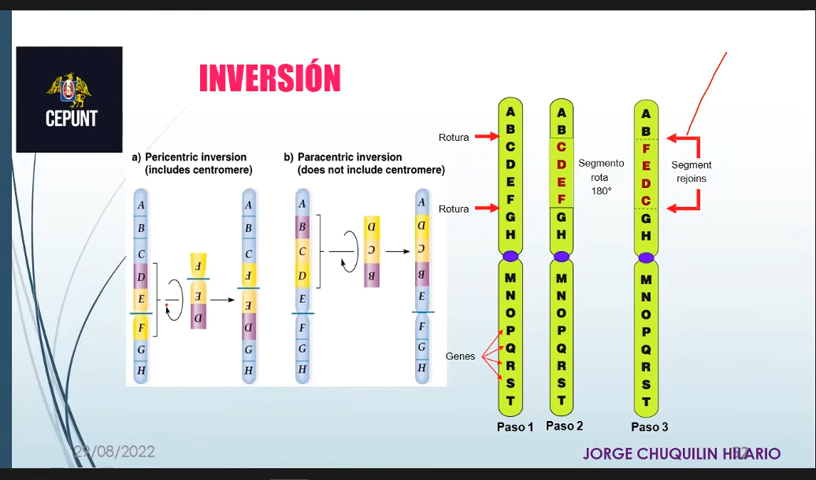 INVERSIÓN
CEPUNT
a) Pericentric inversion
(includes centromere)
A
B
C
D
E
F
G
H
F
E
D
A
B
C
F
E
D
G
H
b) Paracentric inversion
(does not include centromere)
A
B
C
D
E
F
G
H
D
C
B
A
D
C
B
E
F
G
H
Rotura
Rotura
Genes
A
B
C
D
E
F
G
H
M
N
O
P
Q
R
S
T
Paso 1
A
B
C
D
E
F
G
H
M
N
O
P
Q
R
S
T
Paso 2
Segmento
rota
180°
A
B
F
E
D
C
G
H
M
N
O
P
Q
R
S
T
Paso 3
Segment
rejoins
29/08/2022
JORGE CHUQUILIN HILARIO